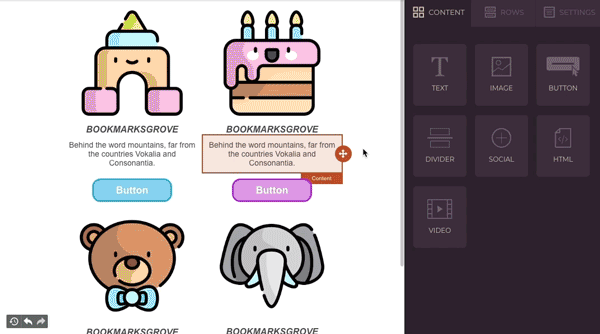 CONTENT
ROWS
SETTINGS
TEXT
IMAGE
BUTTON
DIVIDER
SOCIAL
HTML
VIDEO
BOOKMARKSGROVE
Behind the word mountains, far from
the countries Vokalia and
Consonantia.
Button
BOOKMARKSGROVE
Behind the word mountains, far from
the countries Vokalia and
Consonantia.
Content
Button
BOOKMARKSGROVE
BOOKMARKSGROVE